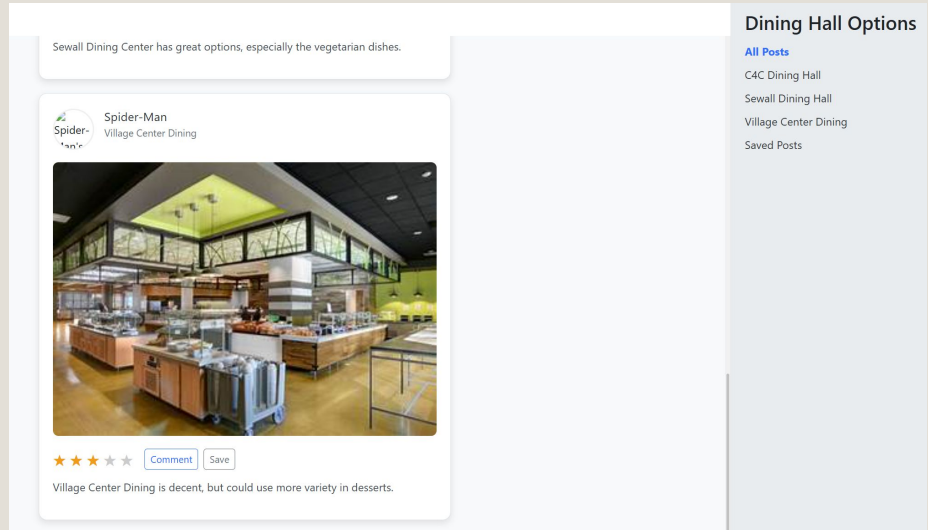 Sewall Dining Center has great options, especially the vegetarian dishes.
Spider-
Man's
Spider-Man
Village Center Dining
Comment
Save
Village Center Dining is decent, but could use more variety in desserts.
Dining Hall Options
All Posts
C4C Dining Hall
Sewall Dining Hall
Village Center Dining
Saved Posts